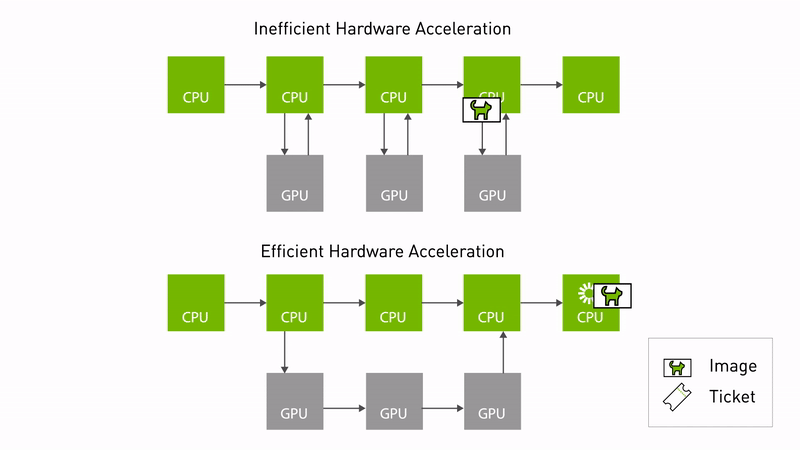 Inefficient Hardware Acceleration
CPU CPU CPU CPU CPU
GPU GPU GPU
Efficient Hardware Acceleration
CPU CPU CPU CPU CPU
GPU GPU GPU
Image
Ticket